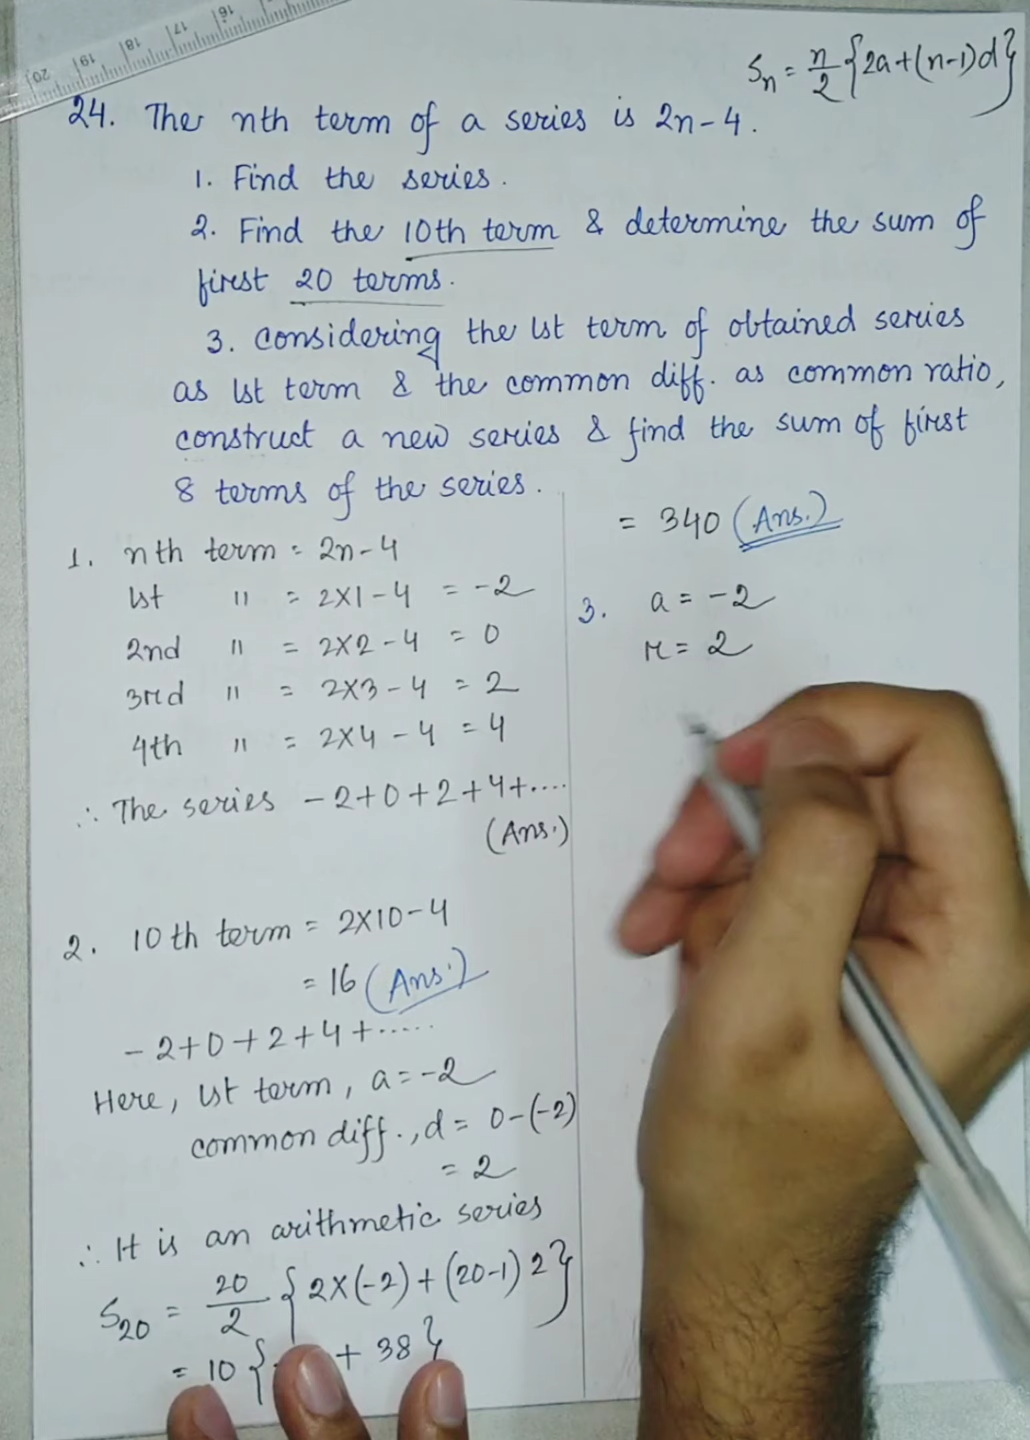 20 19 18 17 16
Sn = n/2 {2a+(n-1)d}
24. The nth term of a series is 2n-4.
1. Find the series.
2. Find the 10th term & determine the sum of
first 20 terms.
3. Considering the 1st term of obtained series
as 1st term & the common diff. as common ratio,
construct a new series & find the sum of first
8 terms of the series.
1. nth term = 2n-4
1st " = 2×1-4 = -2
2nd " = 2×2-4 = 0
3rd " = 2×3-4 = 2
4th " = 2×4-4 = 4
∴ The series -2+0+2+4+....
(Ans.)
2. 10th term = 2×10-4
= 16 (Ans.)
-2+0+2+4+.....
Here, 1st term, a=-2
common diff., d= 0-(-2)
= 2
∴ It is an arithmetic series
S20 = 20/2 {2×(-2)+(20-1)2}
= 10 { + 38}
= 340 (Ans.)
3. a = -2
r = 2